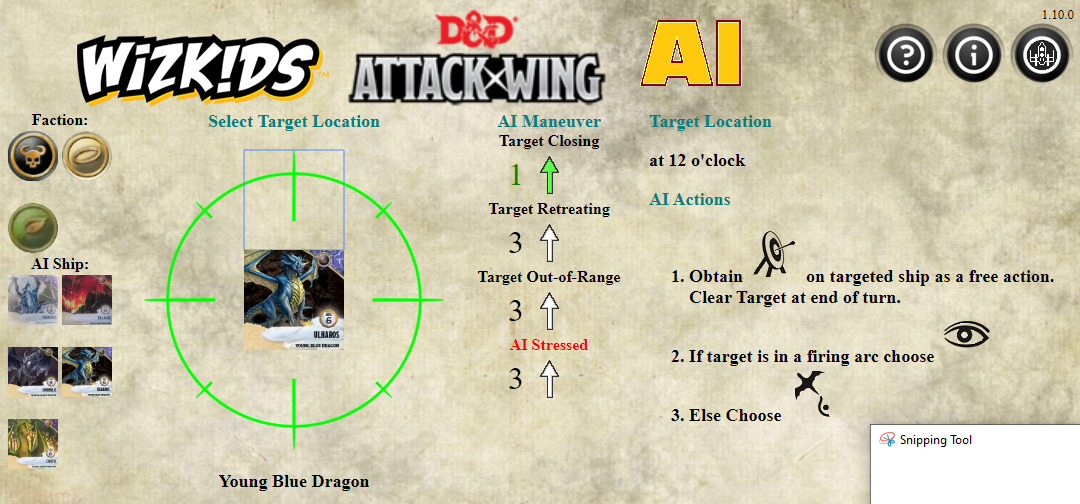 1.10.0
WIZKIDS™
D&D
ATTACK WING
AI
Faction:
Select Target Location
AI Maneuver
Target Location
Target Closing
1
at 12 o'clock
AI Actions
Target Retreating
3
AI Ship:
Target Out-of-Range
3
1. Obtain on targeted ship as a free action.
Clear Target at end of turn.
6
ULHAROS
YOUNG BLUE DRAGON
AI Stressed
3
2. If target is in a firing arc choose
3. Else Choose
Snipping Tool
Young Blue Dragon